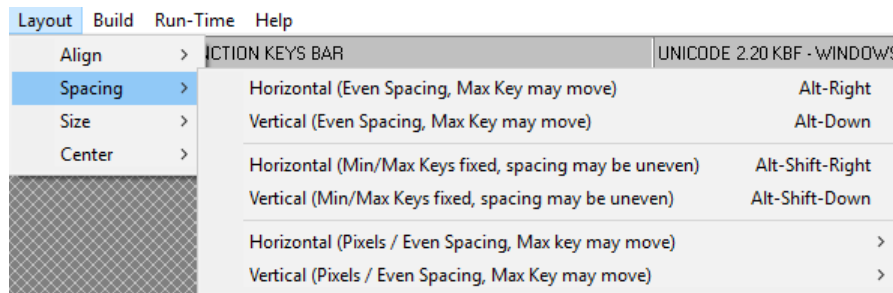 Layout Build Run-Time Help
Align > NCTION KEYS BAR UNICODE 2.20 KBF - WINDOWS
Spacing > Horizontal (Even Spacing, Max Key may move) Alt-Right
Vertical (Even Spacing, Max Key may move) Alt-Down
Size >
Center > Horizontal (Min/Max Keys fixed, spacing may be uneven) Alt-Shift-Right
Vertical (Min/Max Keys fixed, spacing may be uneven) Alt-Shift-Down
Horizontal (Pixels / Even Spacing, Max key may move) >
Vertical (Pixels / Even Spacing, Max Key may move) >